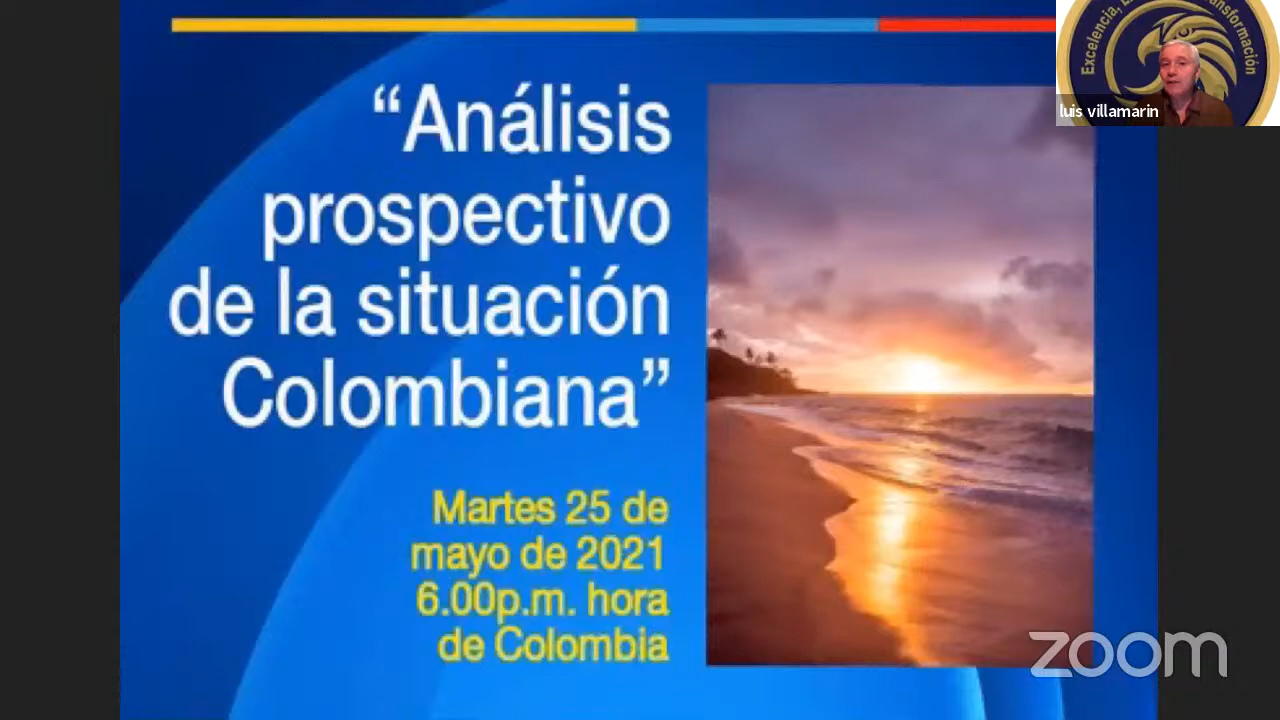 “Análisis
prospectivo
de la situación
Colombiana”
Martes 25 de
mayo de 2021
6.00p.m. hora
de Colombia
Excelencia,
nsformación
luis villamarin
zoom